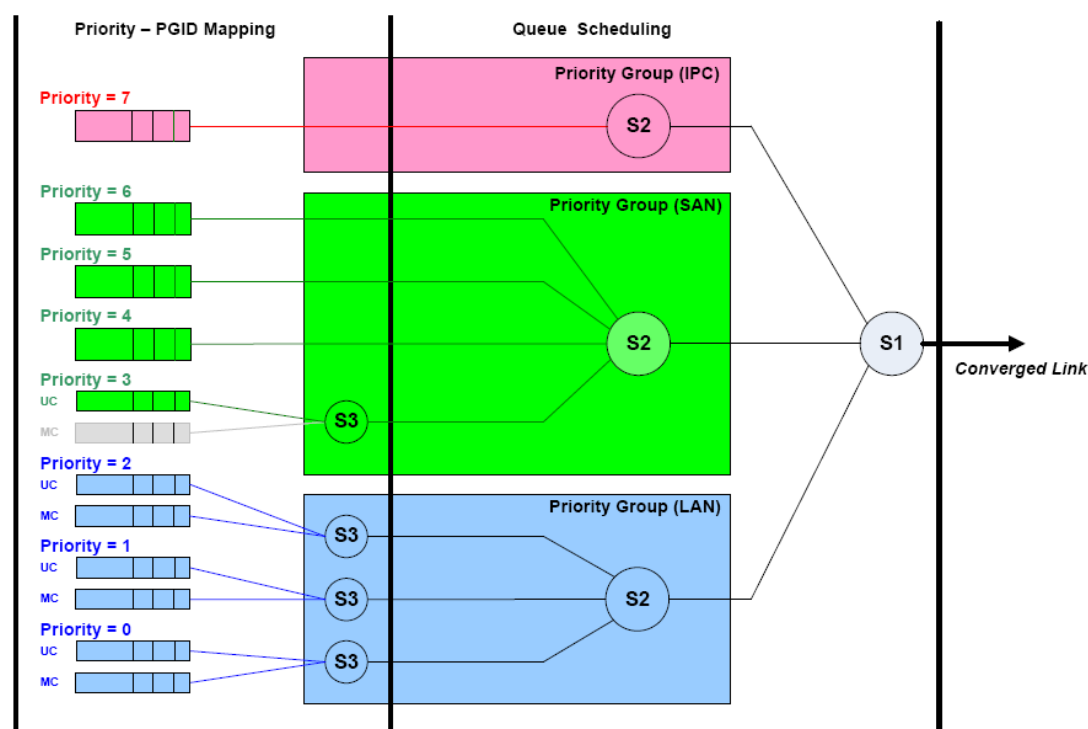 Priority – PGID Mapping
Queue Scheduling
Priority Group (IPC)
Priority = 7
S2
Priority = 6
Priority Group (SAN)
Priority = 5
Priority = 4
S2
S1
Converged Link
Priority = 3
UC
S3
MC
Priority = 2
UC
Priority Group (LAN)
MC
S3
Priority = 1
UC
MC
S3
S2
Priority = 0
UC
S3
MC